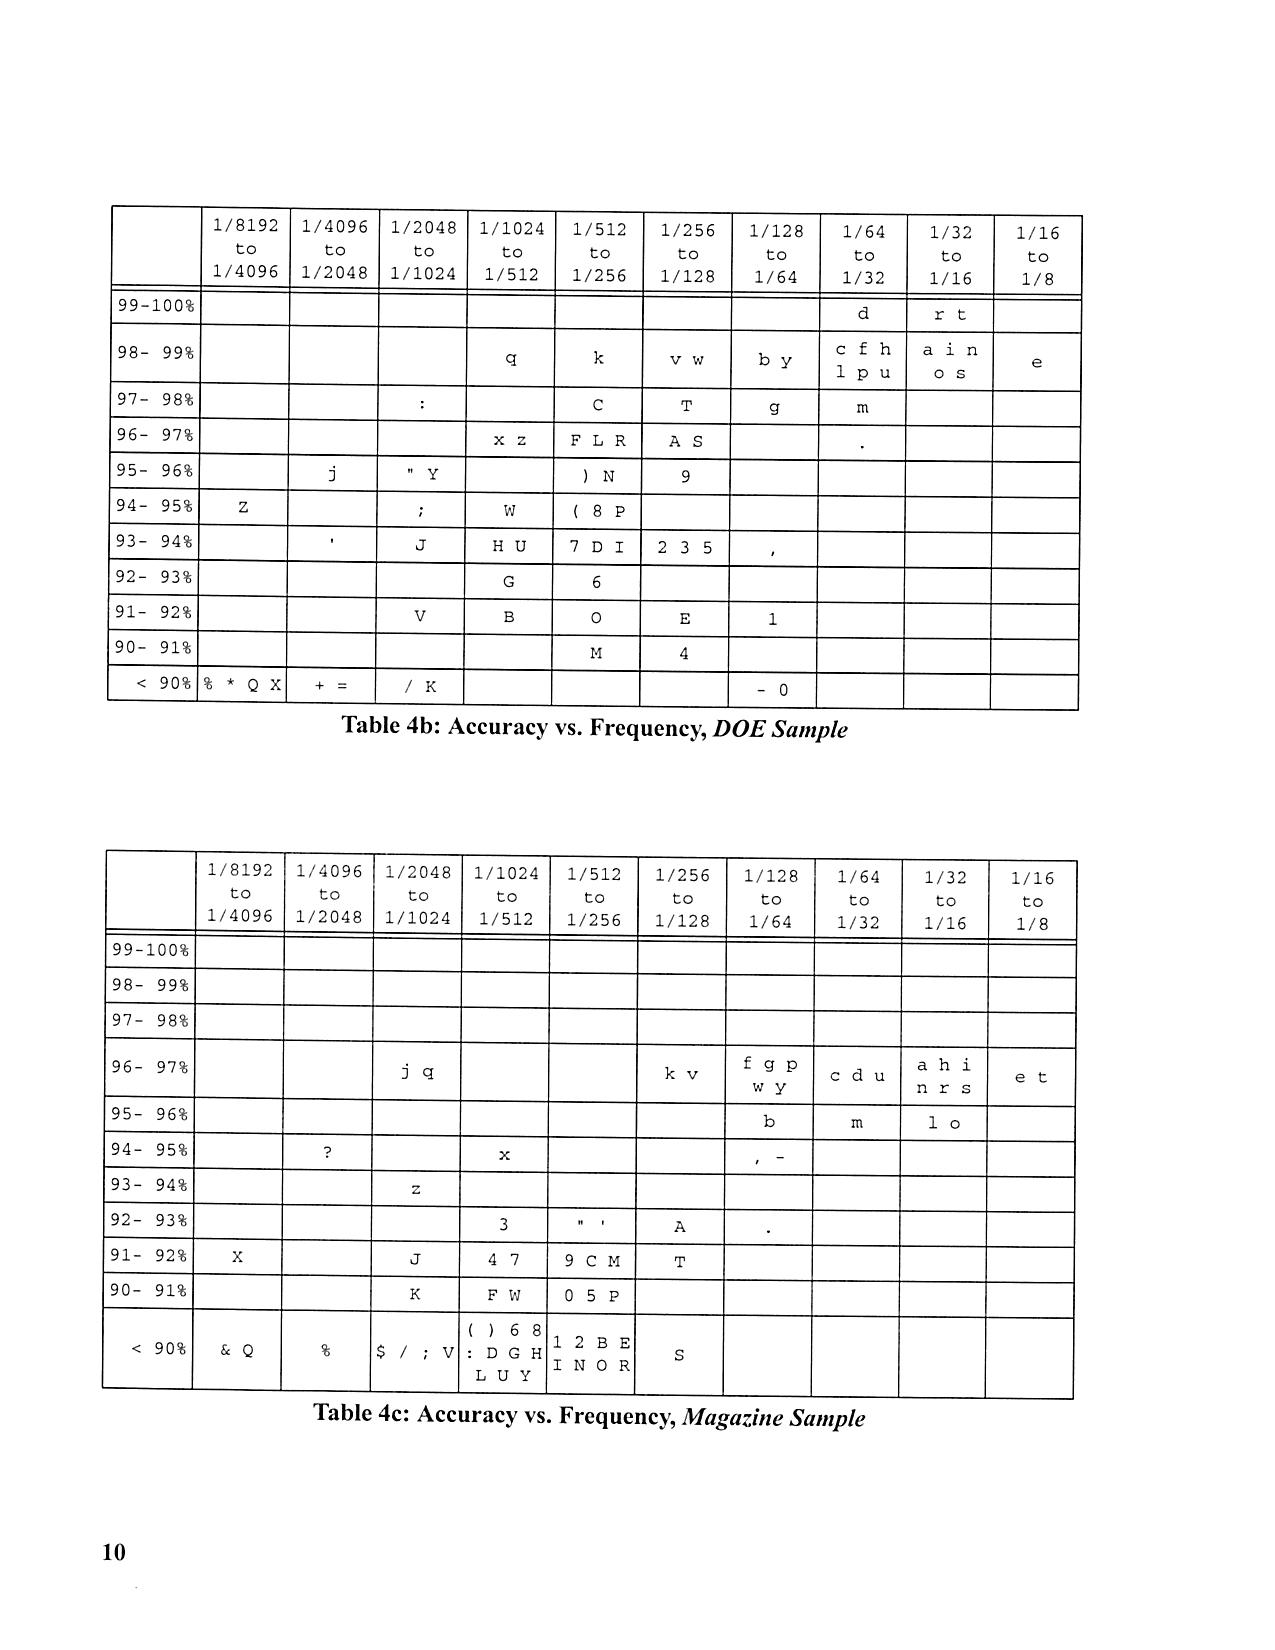 1/8192 1/4096 1/2048 1/1024 1/512 1/256 1/128 1/64 1/32 1/16
to to to to to to to to to to
1/4096 1/2048 1/1024 1/512 1/256 1/128 1/64 1/32 1/16 1/8
99-100% d r t
98- 99% q k v w b y c f h a i n e
l p u o s
97- 98% : C T g m
96- 97% x z F L R A S .
95- 96% j " Y ) N 9
94- 95% Z ; W ( 8 P
93- 94% ' J H U 7 D I 2 3 5 ,
92- 93% G 6
91- 92% V B O E 1
90- 91% M 4
< 90% % * Q X + = / K - 0
Table 4b: Accuracy vs. Frequency, DOE Sample
1/8192 1/4096 1/2048 1/1024 1/512 1/256 1/128 1/64 1/32 1/16
to to to to to to to to to to
1/4096 1/2048 1/1024 1/512 1/256 1/128 1/64 1/32 1/16 1/8
99-100%
98- 99%
97- 98%
96- 97% j q k v f g p c d u a h i e t
w y n r s
95- 96% b m l o
94- 95% ? x , -
93- 94% z
92- 93% 3 " ' A .
91- 92% X J 4 7 9 C M T
90- 91% K F W 0 5 P
( ) 6 8 1 2 B E
< 90% & Q % $ / ; V : D G H I N O R S
L U Y
Table 4c: Accuracy vs. Frequency, Magazine Sample
10